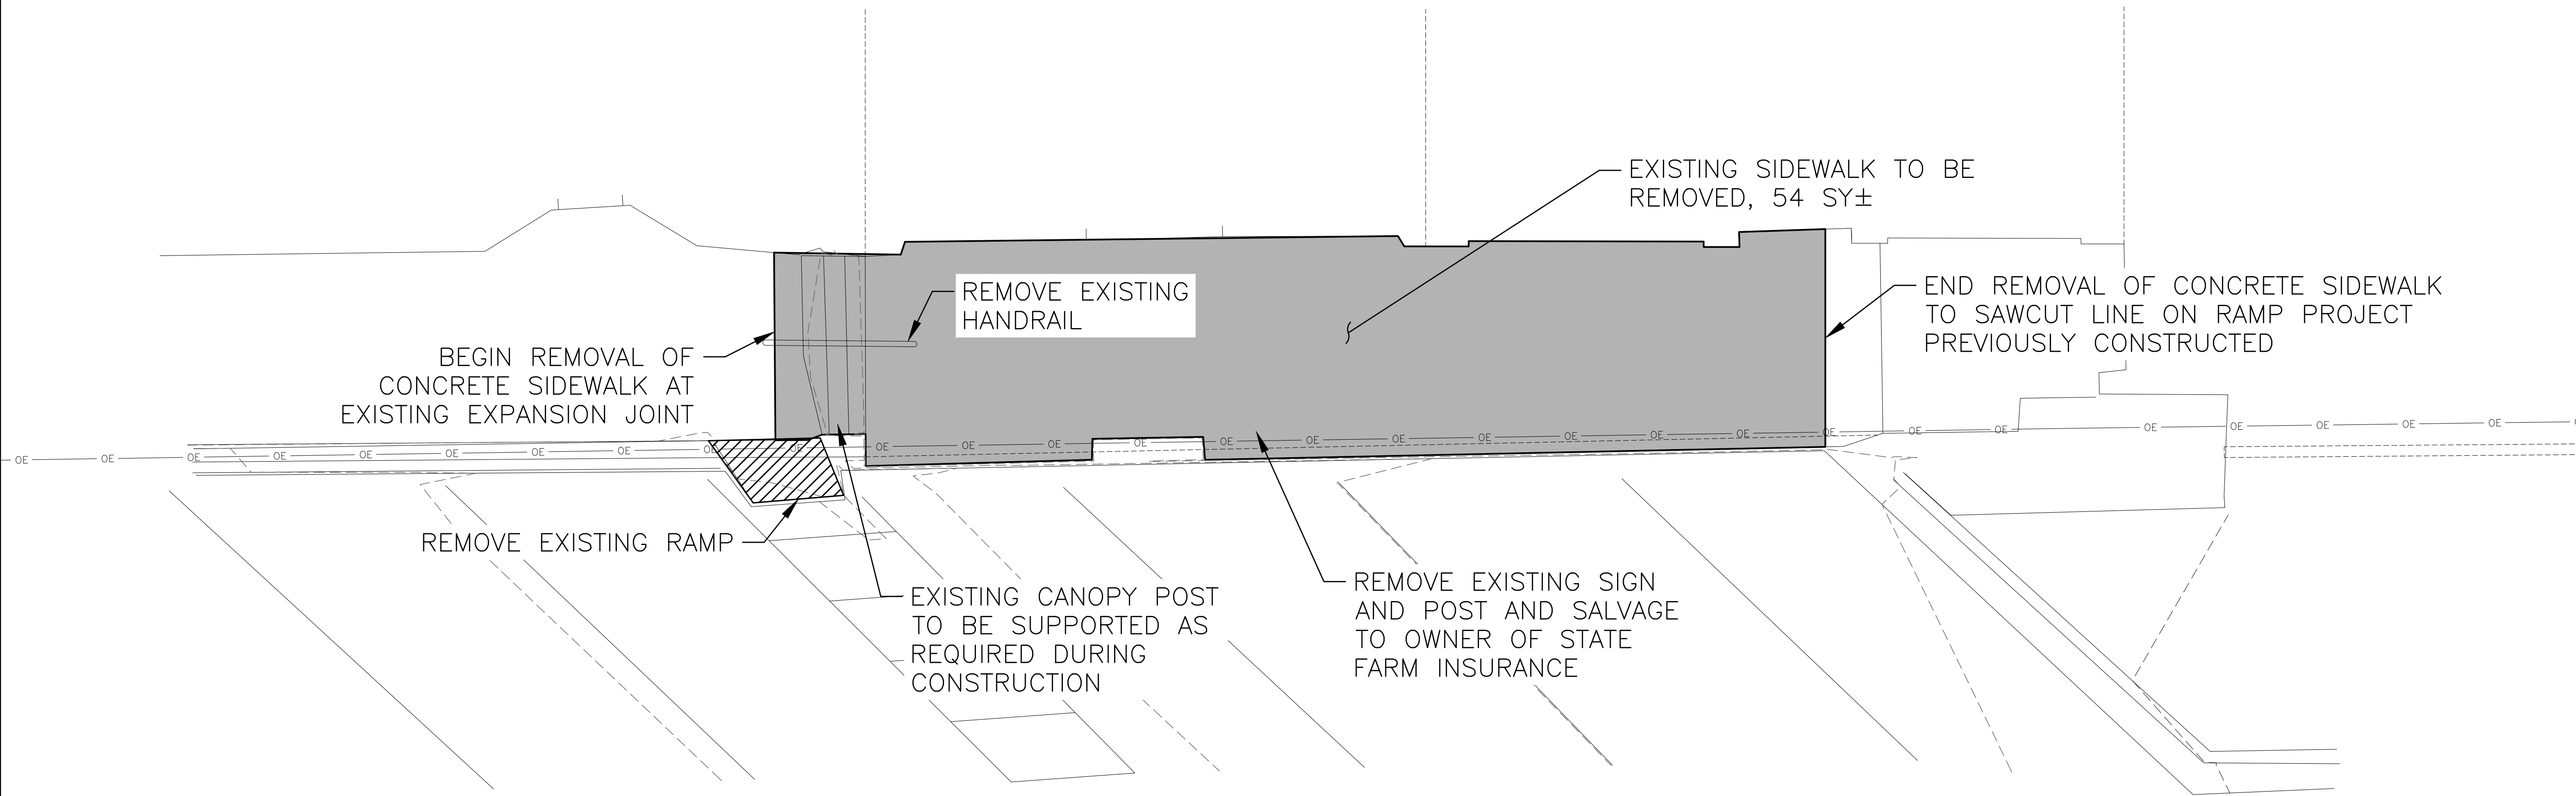 EXISTING SIDEWALK TO BE
REMOVED, 54 SY±
REMOVE EXISTING
HANDRAIL
END REMOVAL OF CONCRETE SIDEWALK
TO SAWCUT LINE ON RAMP PROJECT
PREVIOUSLY CONSTRUCTED
BEGIN REMOVAL OF
CONCRETE SIDEWALK AT
EXISTING EXPANSION JOINT
OE OE OE OE OE OE OE OE OE OE OE OE OE OE OE OE OE OE OE OE OE OE OE OE OE OE OE OE OE
REMOVE EXISTING RAMP
EXISTING CANOPY POST
TO BE SUPPORTED AS
REQUIRED DURING
CONSTRUCTION
REMOVE EXISTING SIGN
AND POST AND SALVAGE
TO OWNER OF STATE
FARM INSURANCE